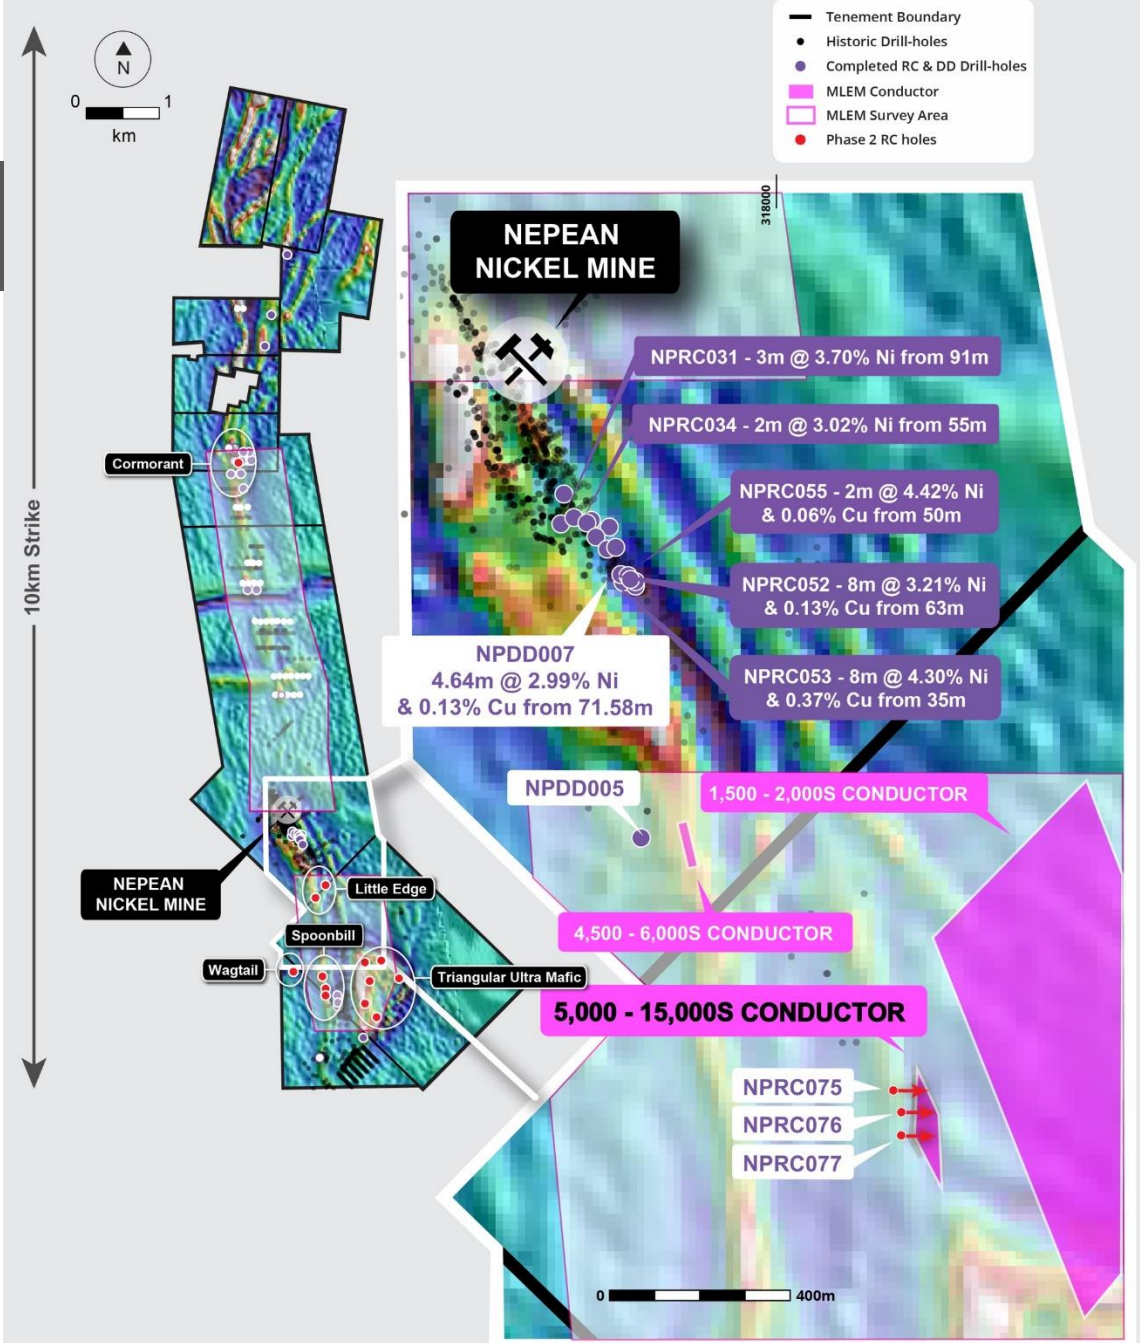 Tenement Boundary
Historic Drill-holes
Completed RC & DD Drill-holes
MLEM Conductor
MLEM Survey Area
Phase 2 RC holes
N
0 1
km
10km Strike
318000
NEPEAN
NICKEL MINE
NPRC031 - 3m @ 3.70% Ni from 91m
NPRC034 - 2m @ 3.02% Ni from 55m
NPRC055 - 2m @ 4.42% Ni
& 0.06% Cu from 50m
NPRC052 - 8m @ 3.21% Ni
& 0.13% Cu from 63m
NPRC053 - 8m @ 4.30% Ni
& 0.37% Cu from 35m
NPDD007
4.64m @ 2.99% Ni
& 0.13% Cu from 71.58m
NPDD005
1,500 - 2,000S CONDUCTOR
4,500 - 6,000S CONDUCTOR
5,000 - 15,000S CONDUCTOR
NPRC075
NPRC076
NPRC077
0 400m
Cormorant
NEPEAN
NICKEL MINE
Little Edge
Spoonbill
Wagtail
Triangular Ultra Mafic